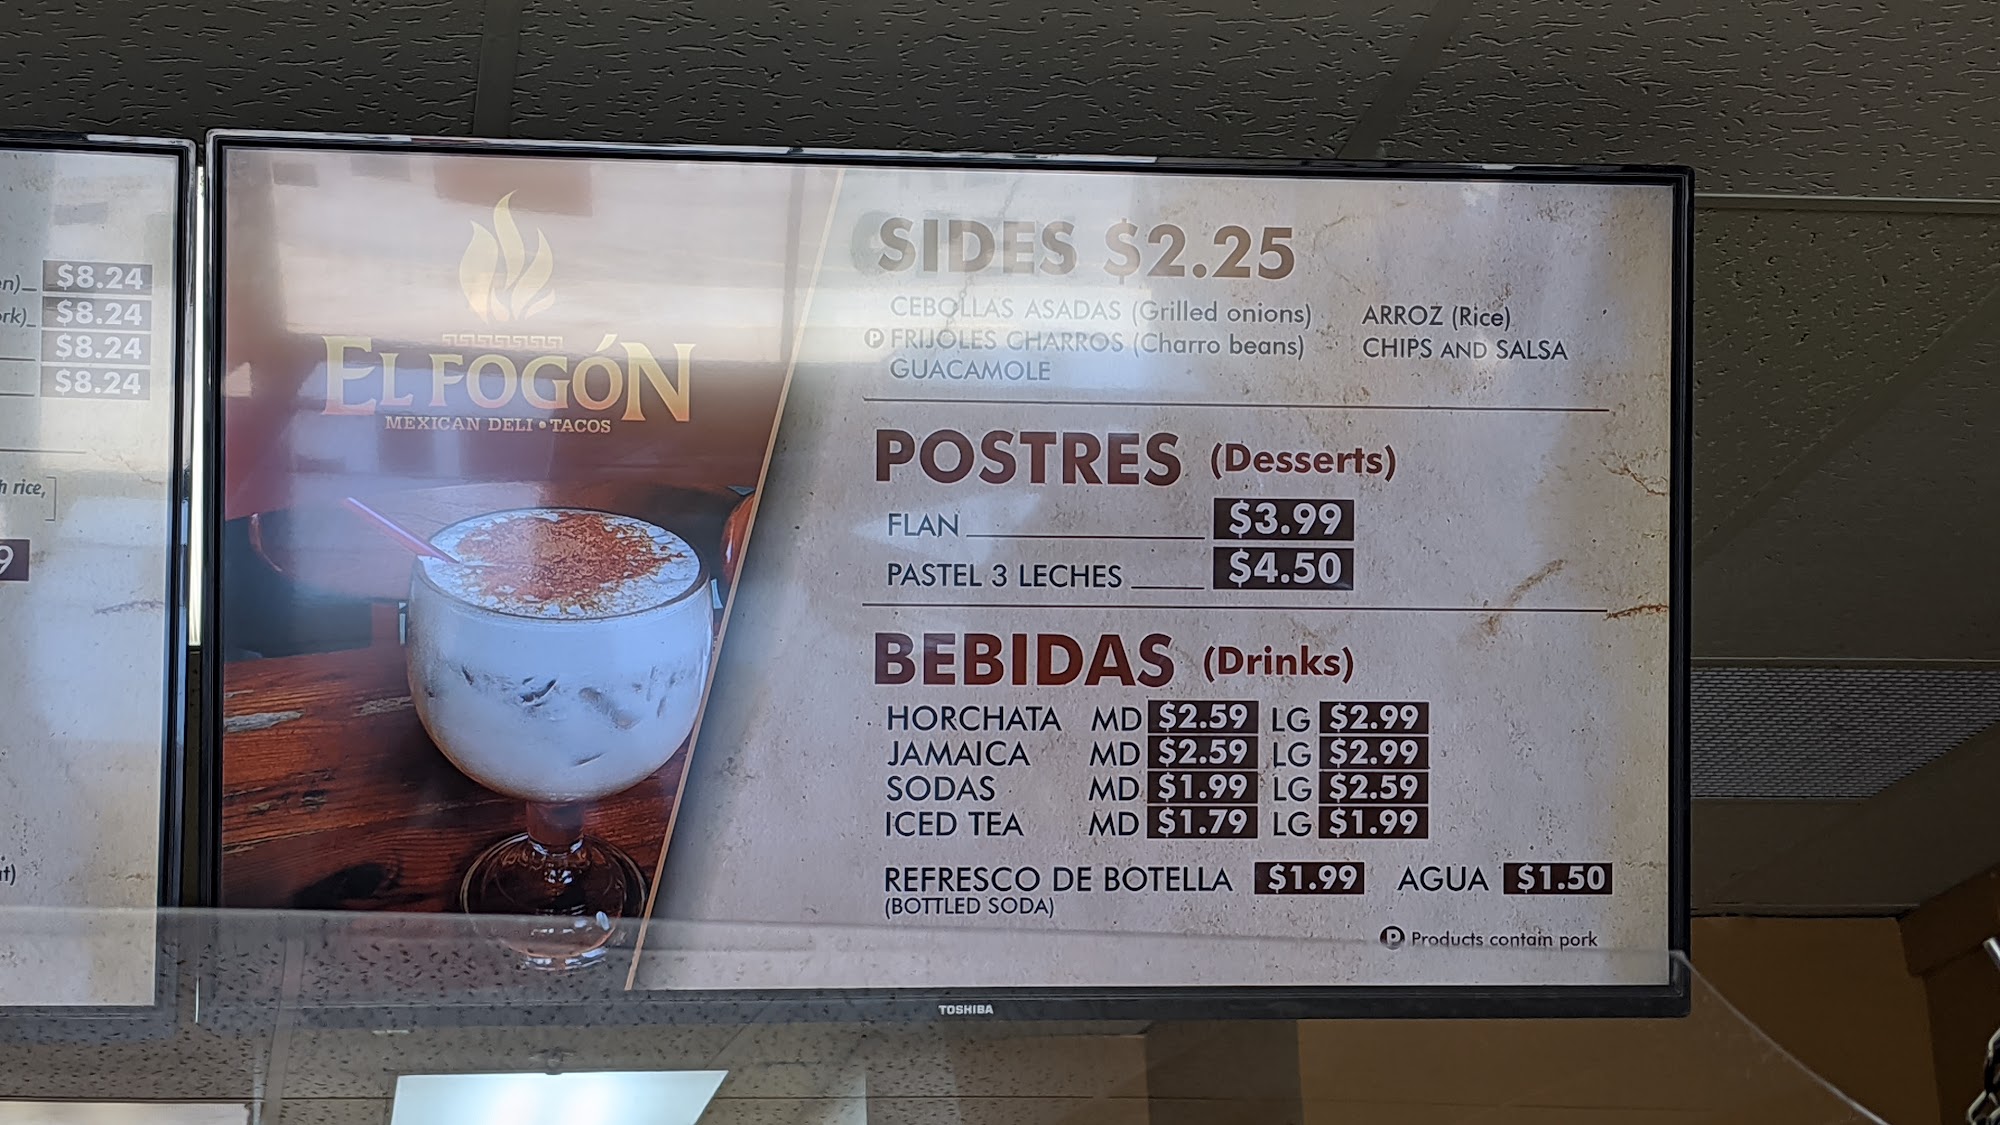 $8.24
$8.24
$8.24
$8.24
rice,
9
EL FOGÓN
MEXICAN DELI • TACOS
SIDES $2.25
CEBOLLAS ASADAS (Grilled onions) ARROZ (Rice)
Ⓟ FRIJOLES CHARROS (Charro beans) CHIPS AND SALSA
GUACAMOLE
POSTRES (Desserts)
FLAN $3.99
PASTEL 3 LECHES $4.50
BEBIDAS (Drinks)
HORCHATA MD $2.59 LG $2.99
JAMAICA MD $2.59 LG $2.99
SODAS MD $1.99 LG $2.59
ICED TEA MD $1.79 LG $1.99
REFRESCO DE BOTELLA $1.99 AGUA $1.50
(BOTTLED SODA)
Ⓟ Products contain pork
TOSHIBA